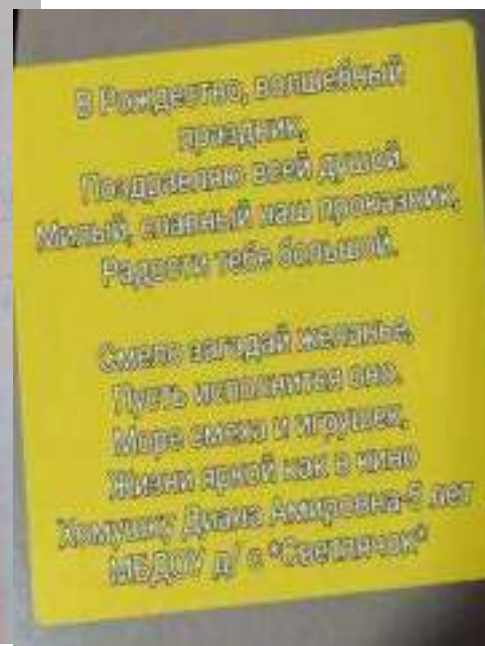 В Рождество, волшебный
праздник,
Поздравляю всей душой.
Милый, славный наш проказник,
Радости тебе большой.
Смело загадай желанье,
Пусть исполнится оно.
Море смеха и игрушек,
Жизни яркой как в кино
Хомушку Диана Амировна-5 лет
МБДОУ д/ с "Светлячок"